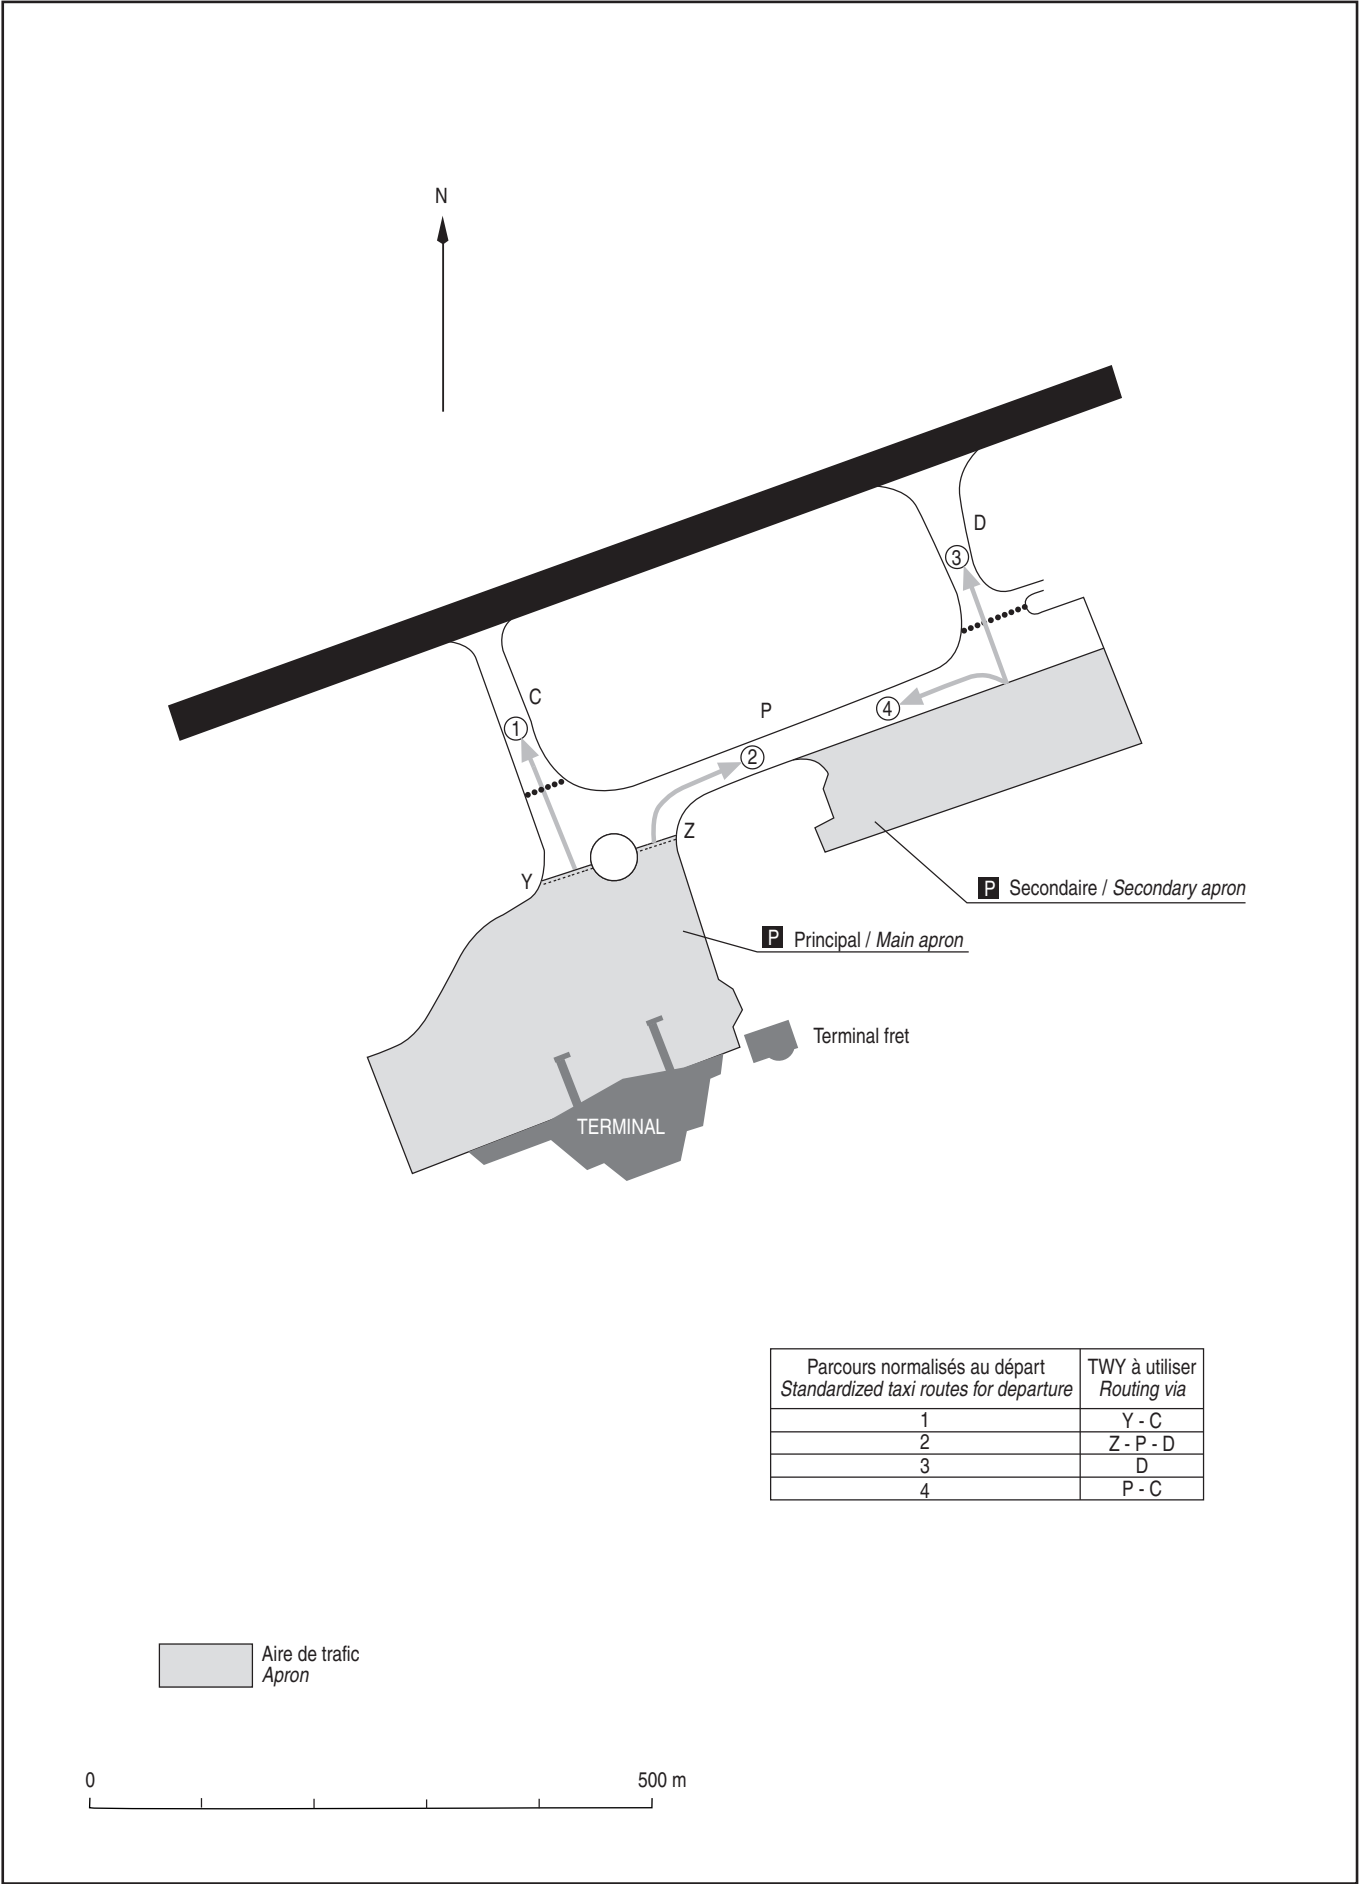 N
D
3
C
P
4
1
2
Z
Y
P Secondaire / Secondary apron
P Principal / Main apron
Terminal fret
TERMINAL
Parcours normalisés au départ
Standardized taxi routes for departure
TWY à utiliser
Routing via
1 Y - C
2 Z - P - D
3 D
4 P - C
Aire de trafic
Apron
0 500 m